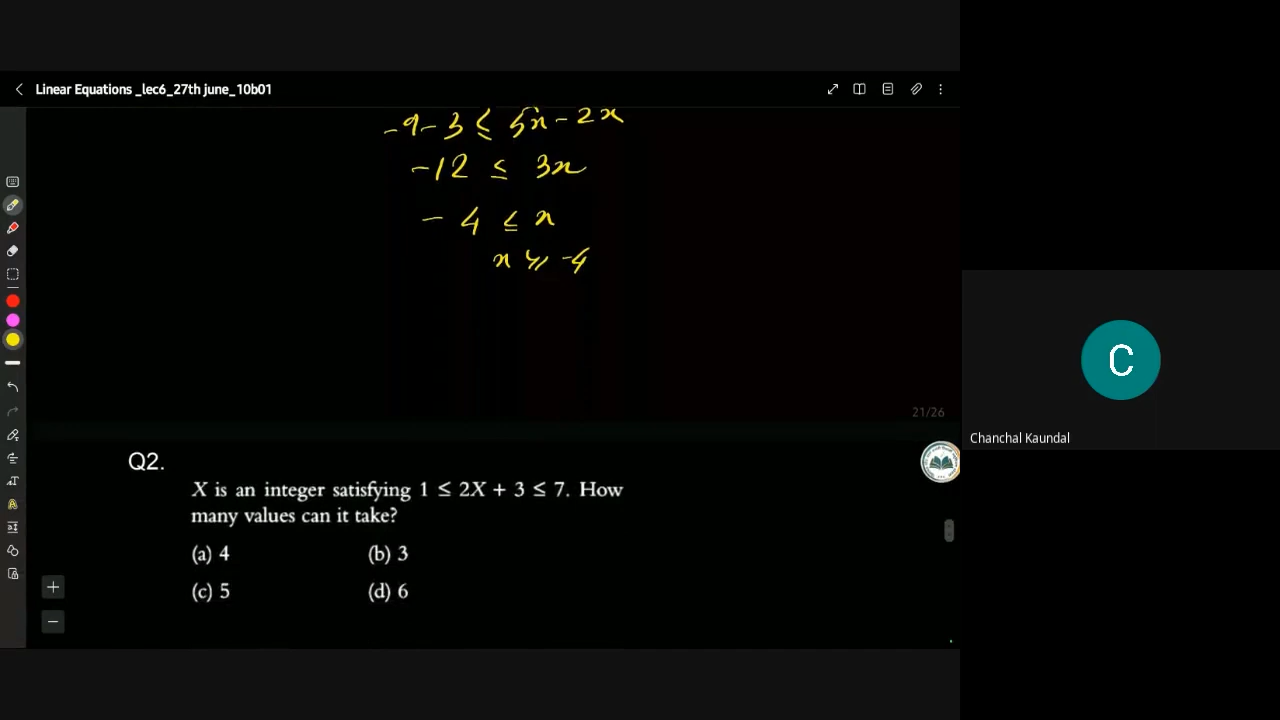 Linear Equations _lec6_27th june_10b01
-9-3 ≤ 5x - 2x
-12 ≤ 3x
-4 ≤ x
x ≥ -4
21/26
Q2.
X is an integer satisfying 1 ≤ 2X + 3 ≤ 7. How
many values can it take?
(a) 4 (b) 3
(c) 5 (d) 6
C
Chanchal Kaundal